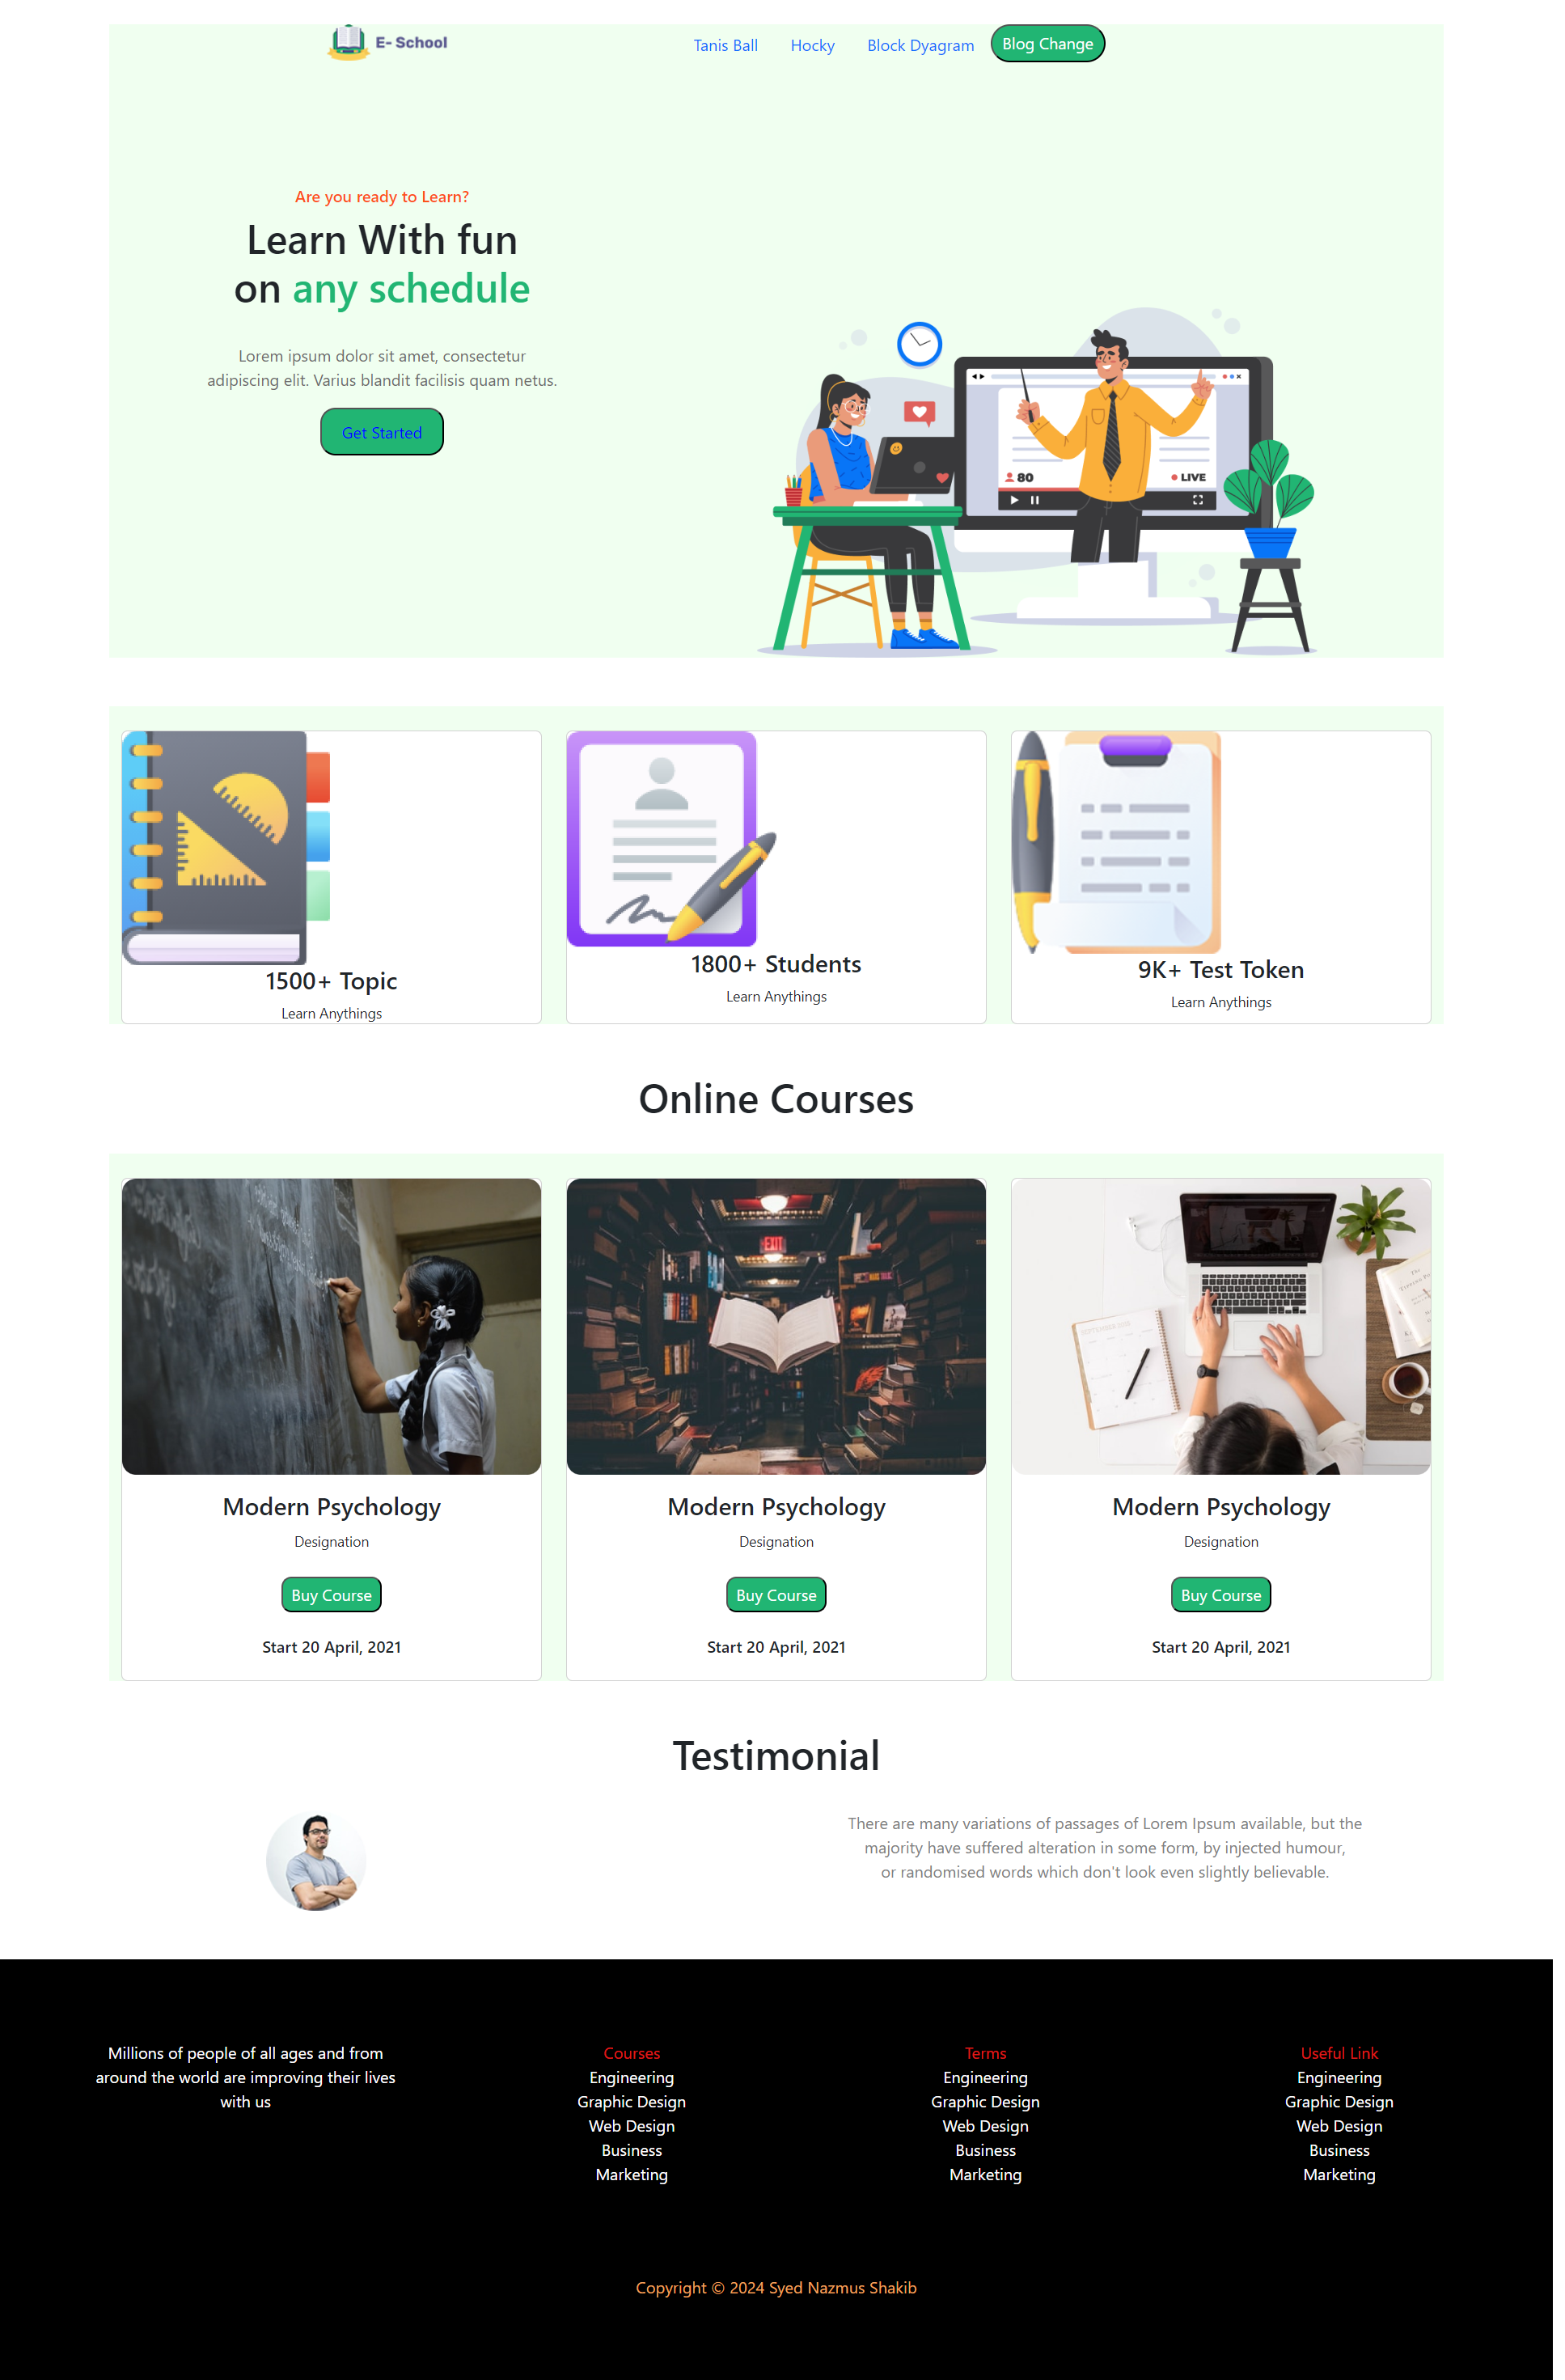 E- School
Tanis Ball
Hocky
Block Dyagram
Blog Change
Are you ready to Learn?
Learn With fun
on any schedule
Lorem ipsum dolor sit amet, consectetur
adipiscing elit. Varius blandit facilisis quam netus.
Get Started
80
LIVE
1500+ Topic
Learn Anythings
1800+ Students
Learn Anythings
9K+ Test Token
Learn Anythings
Online Courses
EXIT
Modern Psychology
Designation
Buy Course
Start 20 April, 2021
Modern Psychology
Designation
Buy Course
Start 20 April, 2021
Modern Psychology
Designation
Buy Course
Start 20 April, 2021
Testimonial
There are many variations of passages of Lorem Ipsum available, but the
majority have suffered alteration in some form, by injected humour,
or randomised words which don't look even slightly believable.
Millions of people of all ages and from
around the world are improving their lives
with us
Courses
Engineering
Graphic Design
Web Design
Business
Marketing
Terms
Engineering
Graphic Design
Web Design
Business
Marketing
Useful Link
Engineering
Graphic Design
Web Design
Business
Marketing
Copyright © 2024 Syed Nazmus Shakib